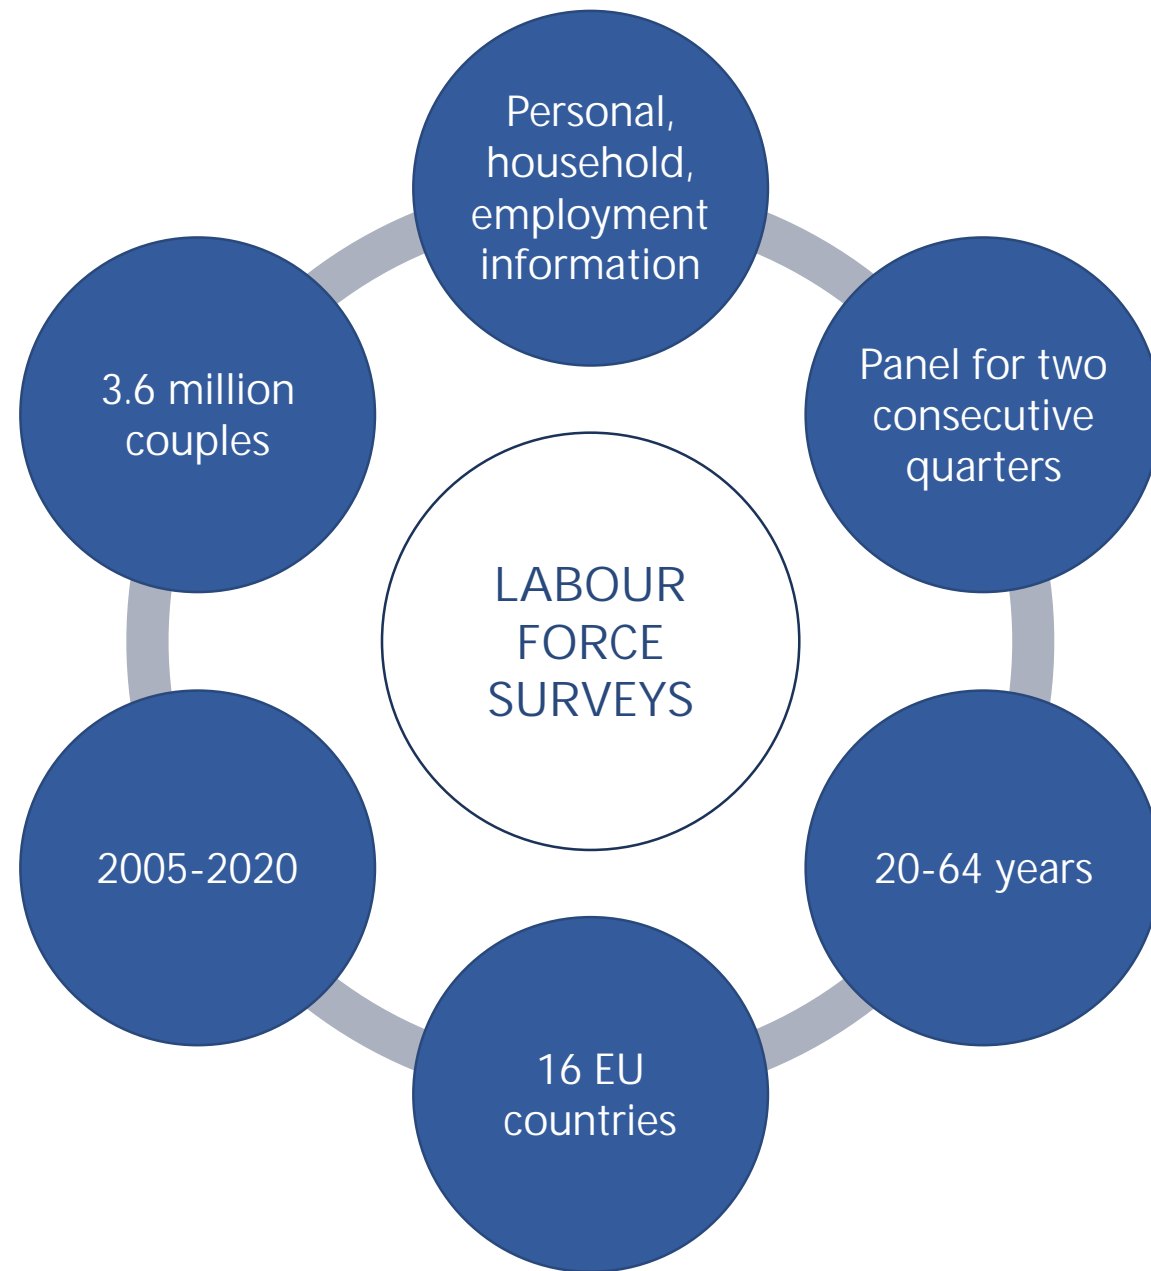 Personal,
household,
employment
information
Panel for two
consecutive
quarters
20-64 years
16 EU
countries
2005-2020
3.6 million
couples
LABOUR
FORCE
SURVEYS